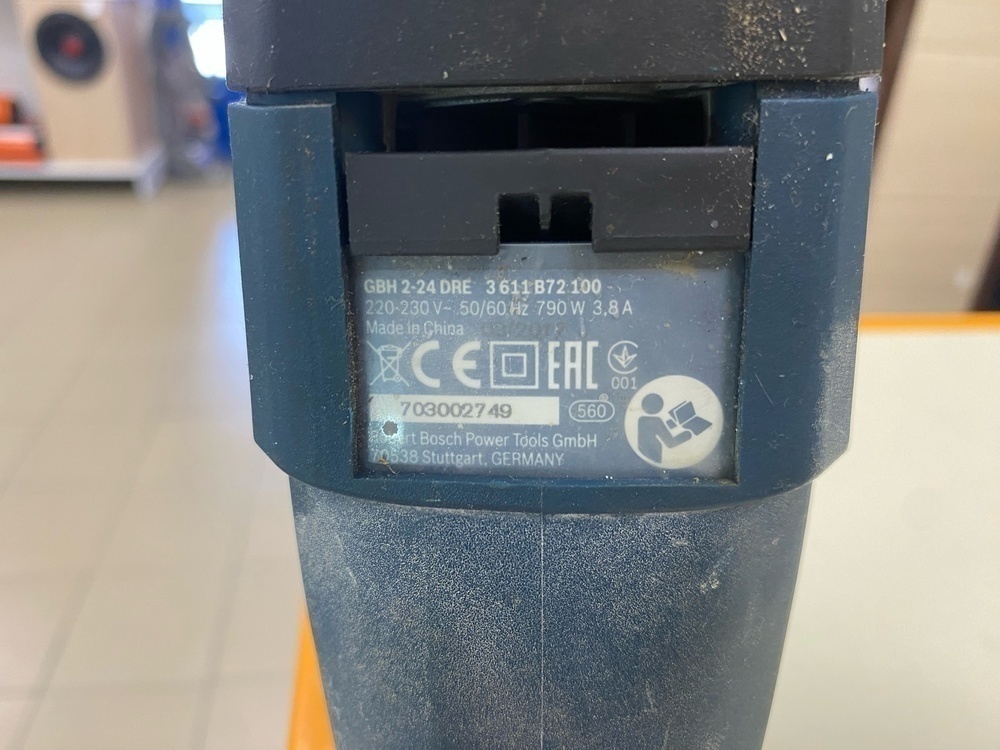 GBH 2-24 DRE 3 611 B72 100
220-230 V~ 50/60 Hz 790 W 3.8 A
Made in China
CE EAC
001
703002749 560
Robert Bosch Power Tools GmbH
70538 Stuttgart, GERMANY